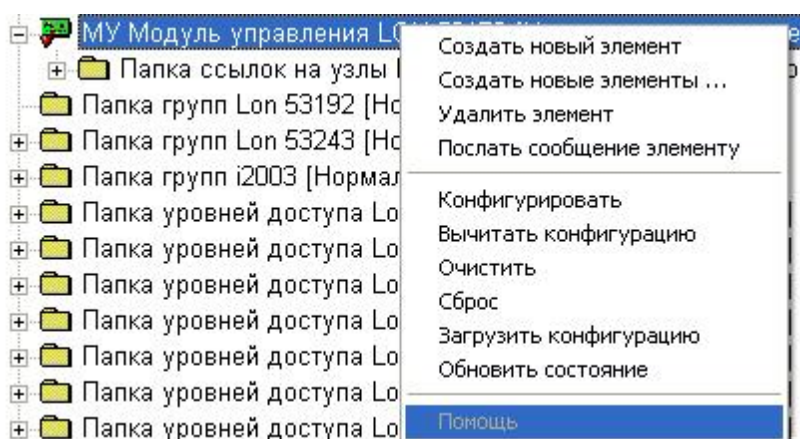 МУ Модуль управления
Папка ссылок на узлы
Папка групп Lon 53192
Папка групп Lon 53243
Папка групп i2003
Папка уровней доступа Lo
Папка уровней доступа Lo
Папка уровней доступа Lo
Папка уровней доступа Lo
Папка уровней доступа Lo
Папка уровней доступа Lo
Папка уровней доступа Lo
Создать новый элемент
Создать новые элементы ...
Удалить элемент
Послать сообщение элементу
Конфигурировать
Вычитать конфигурацию
Очистить
Сброс
Загрузить конфигурацию
Обновить состояние
Помощь